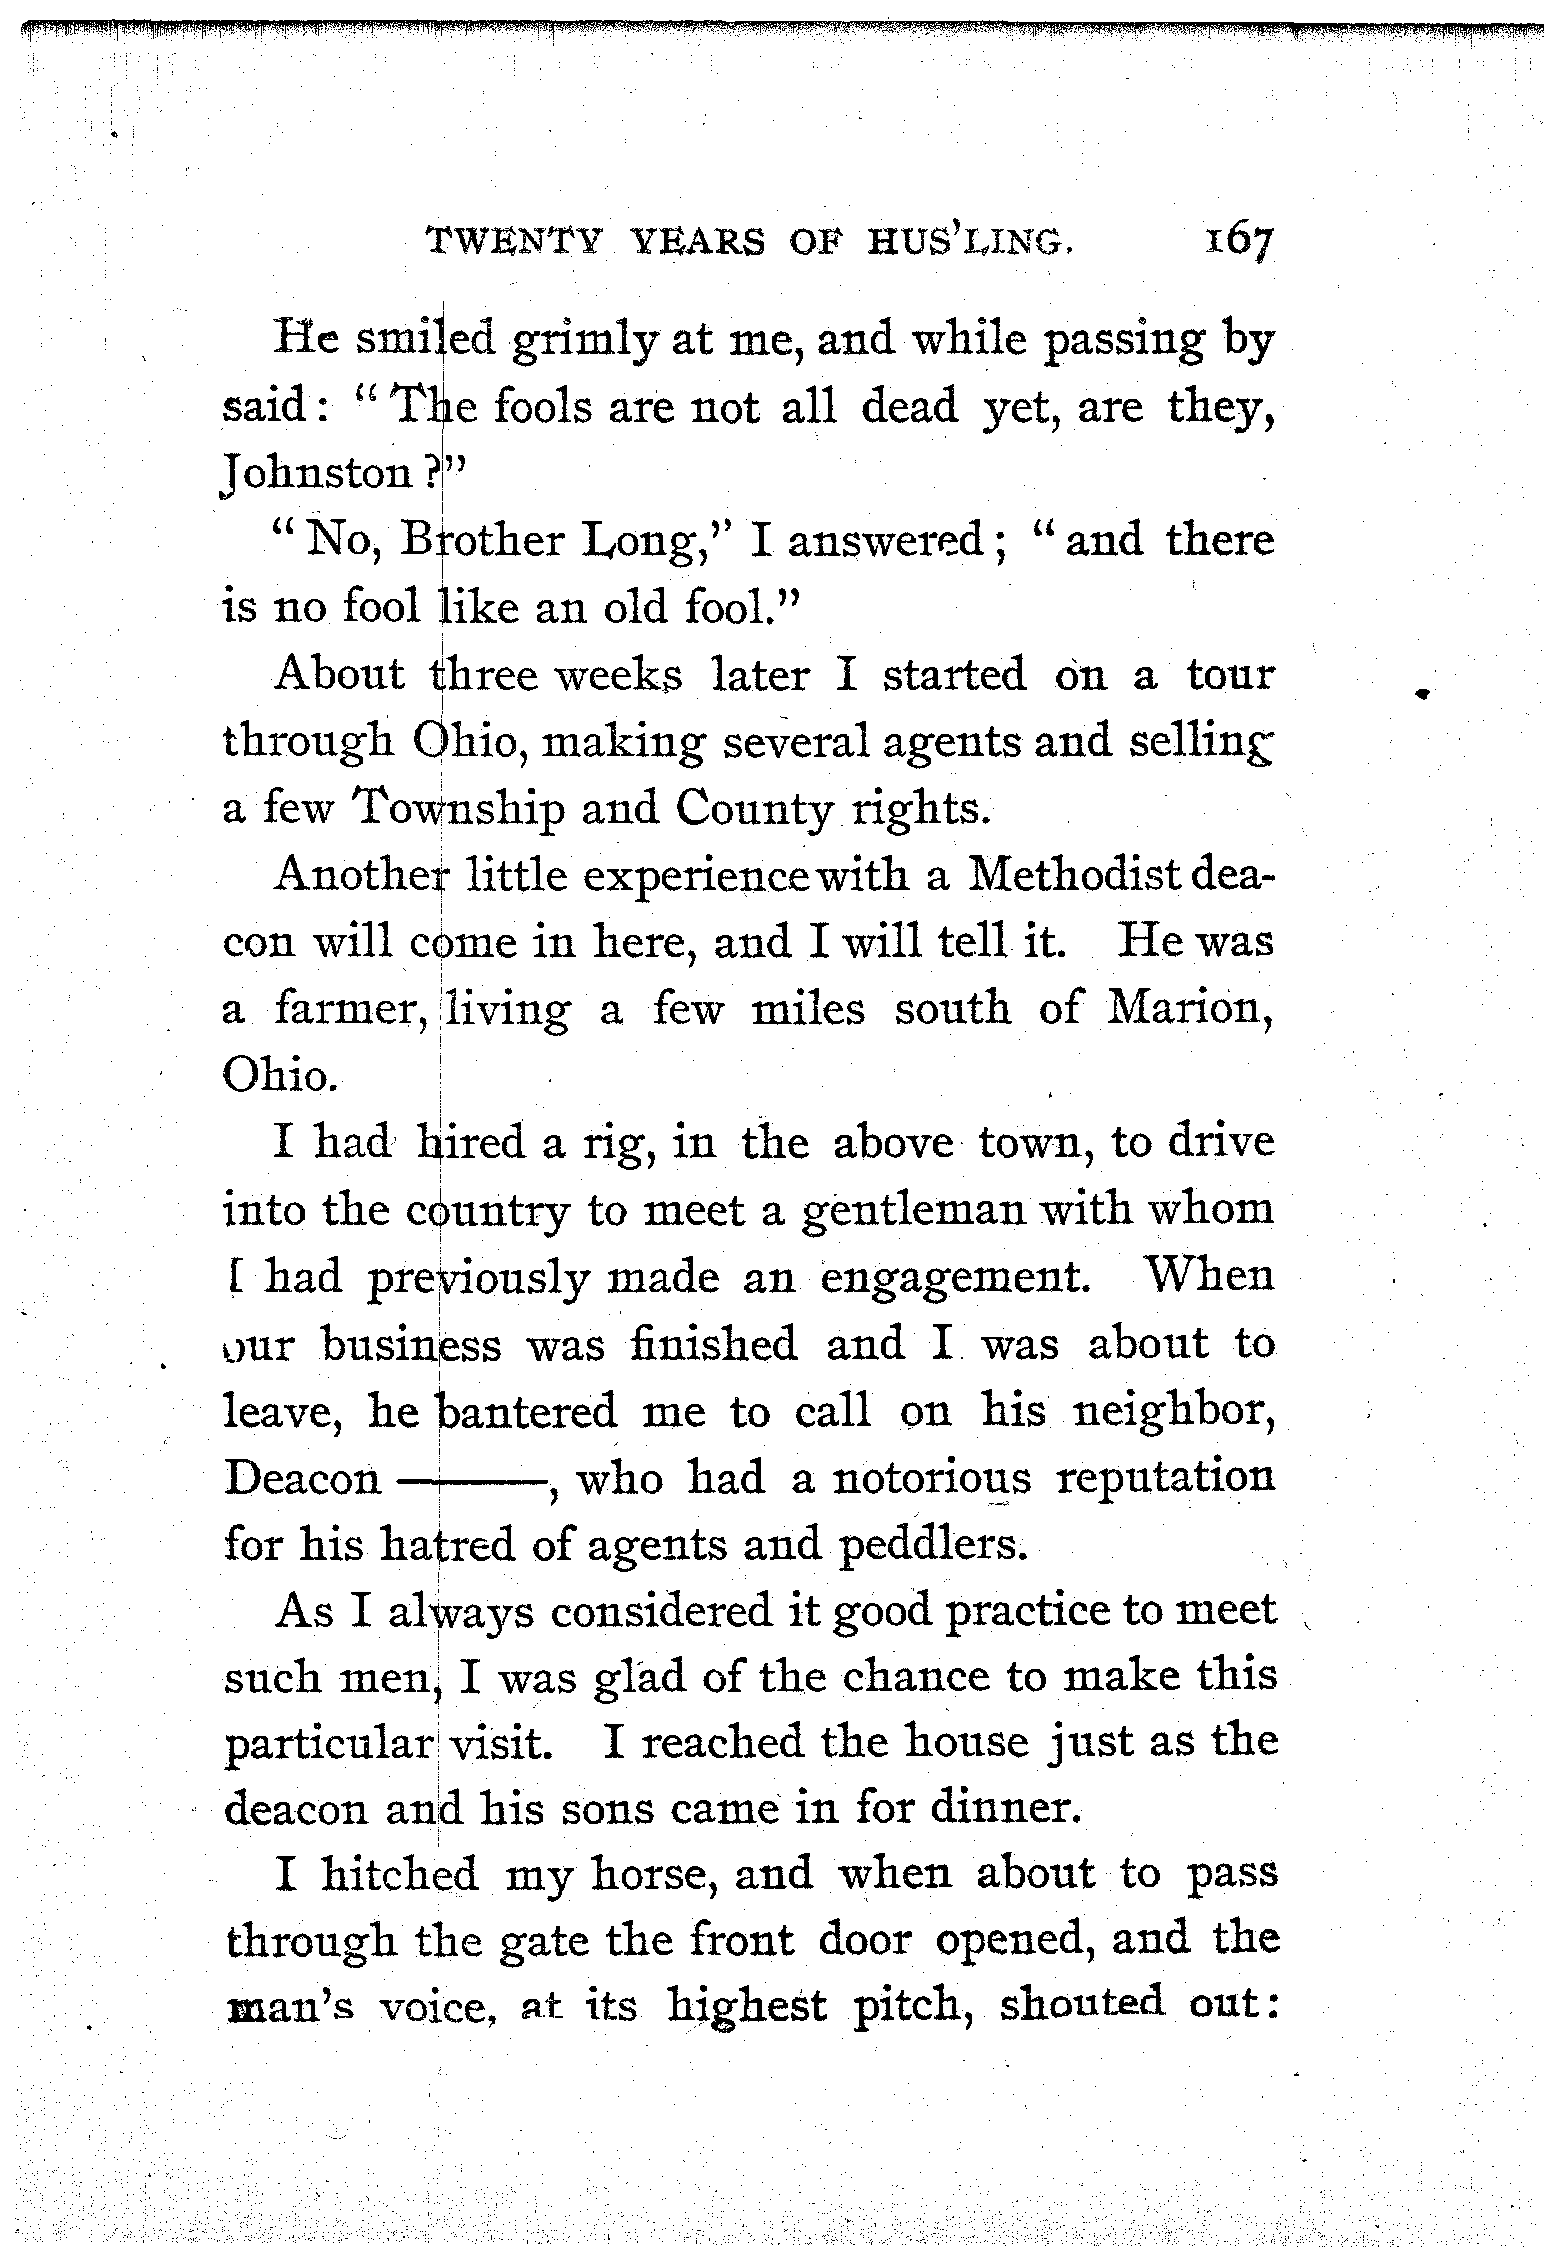 TWENTY YEARS OF HUS'LING. 167
He smiled grimly at me, and while passing by
said: "The fools are not all dead yet, are they,
Johnston?"
"No, Brother Long," I answered; "and there
is no fool like an old fool."
About three weeks later I started on a tour
through Ohio, making several agents and selling
a few Township and County rights.
Another little experience with a Methodist dea-
con will come in here, and I will tell it. He was
a farmer, living a few miles south of Marion,
Ohio.
I had hired a rig, in the above town, to drive
into the country to meet a gentleman with whom
I had previously made an engagement. When
our business was finished and I was about to
leave, he bantered me to call on his neighbor,
Deacon ———, who had a notorious reputation
for his hatred of agents and peddlers.
As I always considered it good practice to meet
such men, I was glad of the chance to make this
particular visit. I reached the house just as the
deacon and his sons came in for dinner.
I hitched my horse, and when about to pass
through the gate the front door opened, and the
man's voice, at its highest pitch, shouted out: